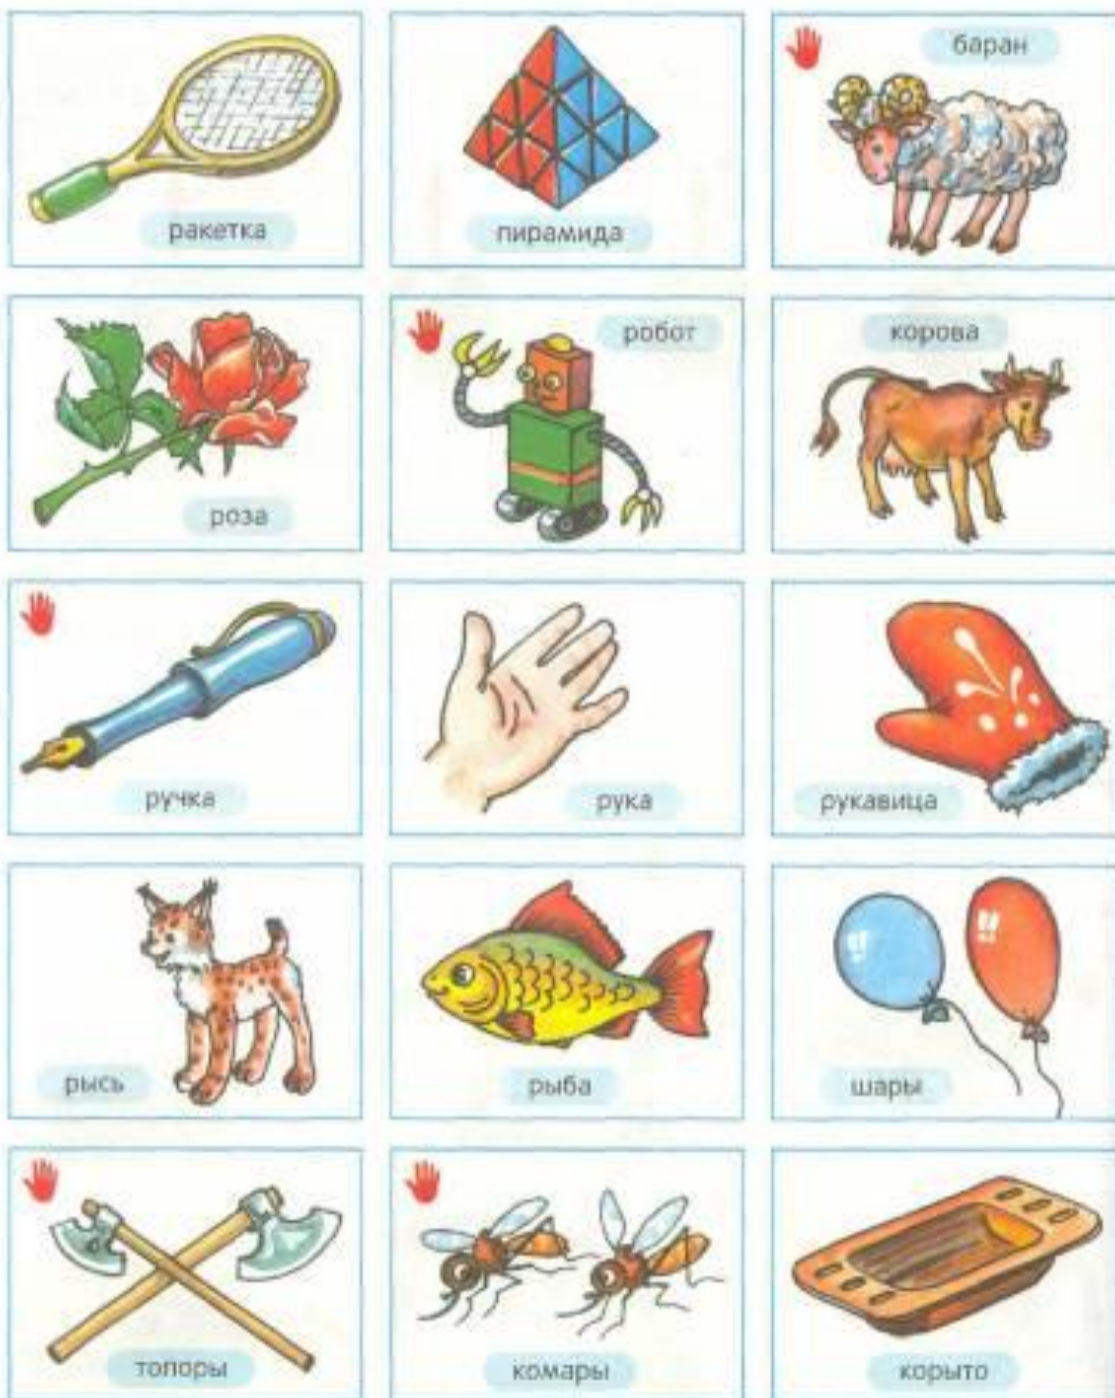 ракетка
пирамида
баран
роза
робот
корова
ручка
рука
рукавица
рысь
рыба
шары
топоры
комары
корыто